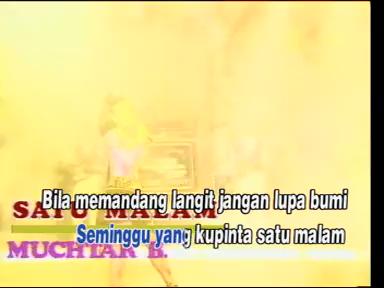 Bila memandang langit jangan lupa bumi
SATU MALAM
Seminggu yang kupinta satu malam
MUCHTAR B.